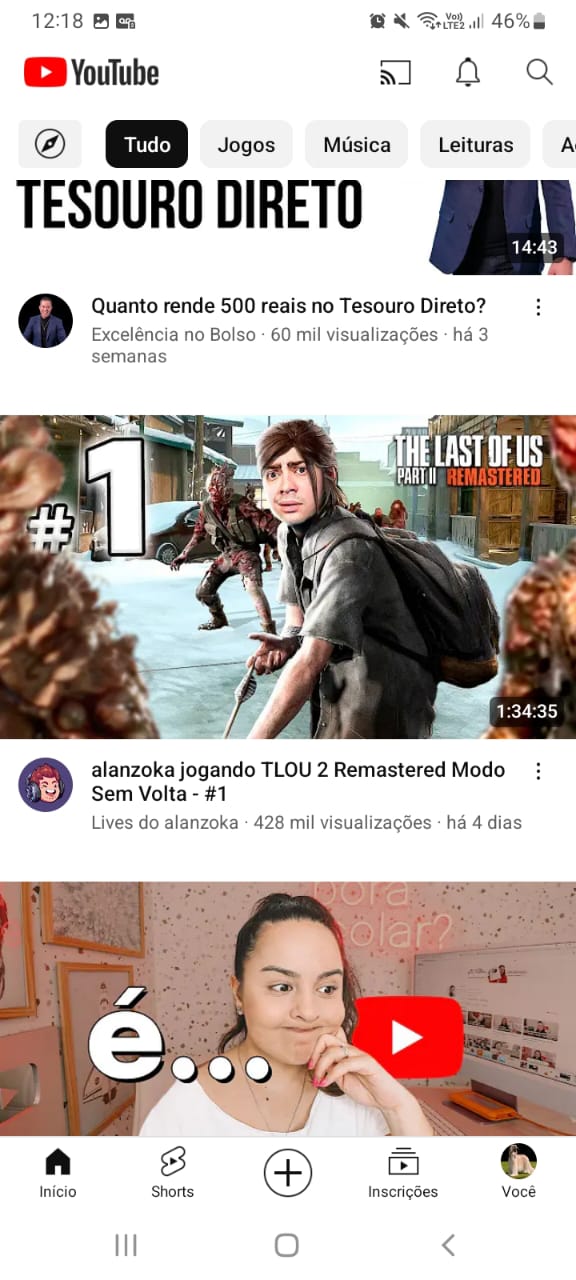 12:18
Vo))
LTE2
46%
YouTube
Tudo
Jogos
Música
Leituras
TESOURO DIRETO
14:43
Quanto rende 500 reais no Tesouro Direto?
Excelência no Bolso · 60 mil visualizações · há 3
semanas
#1
THE LAST OF US
PART II REMASTERED
1:34:35
alanzoka jogando TLOU 2 Remastered Modo
Sem Volta - #1
Lives do alanzoka · 428 mil visualizações · há 4 dias
bora
colar?
é...
Início
Shorts
Inscrições
Você